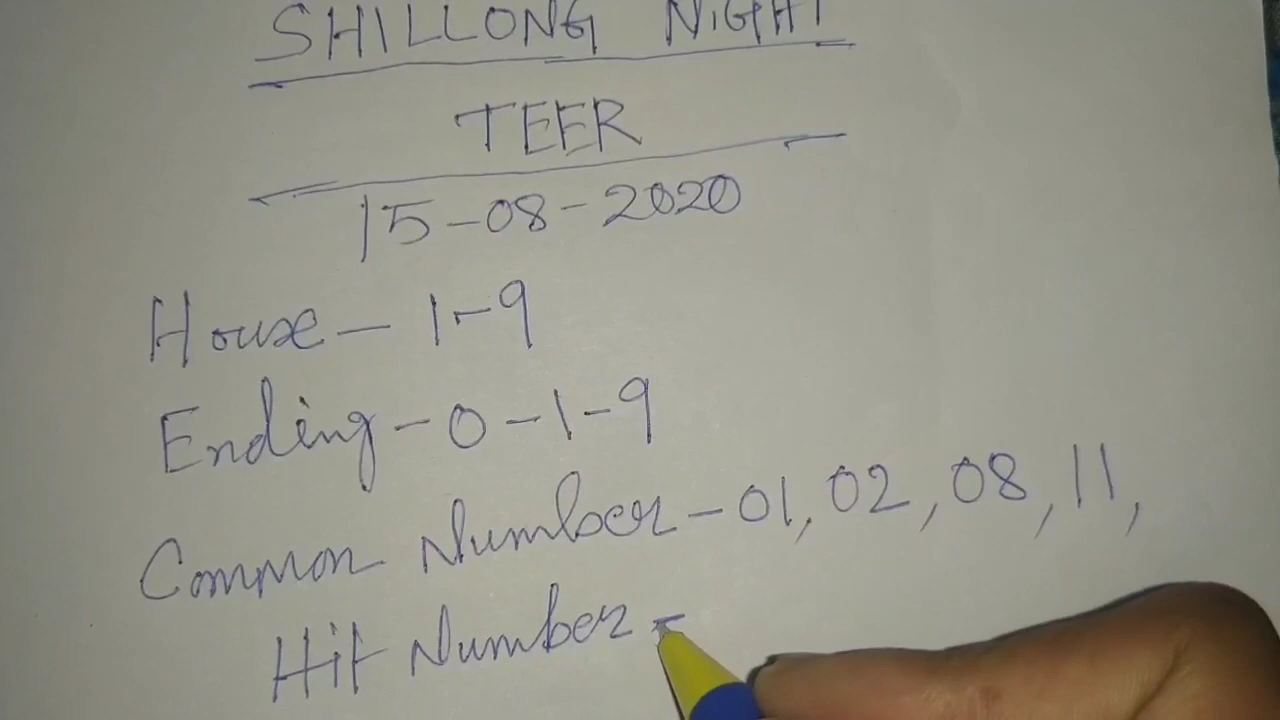 SHILLONG NIGHT
TEER
15-08-2020
House - 1-9
Ending - 0-1-9
Common Number - 01, 02, 08, 11,
Hit Number -